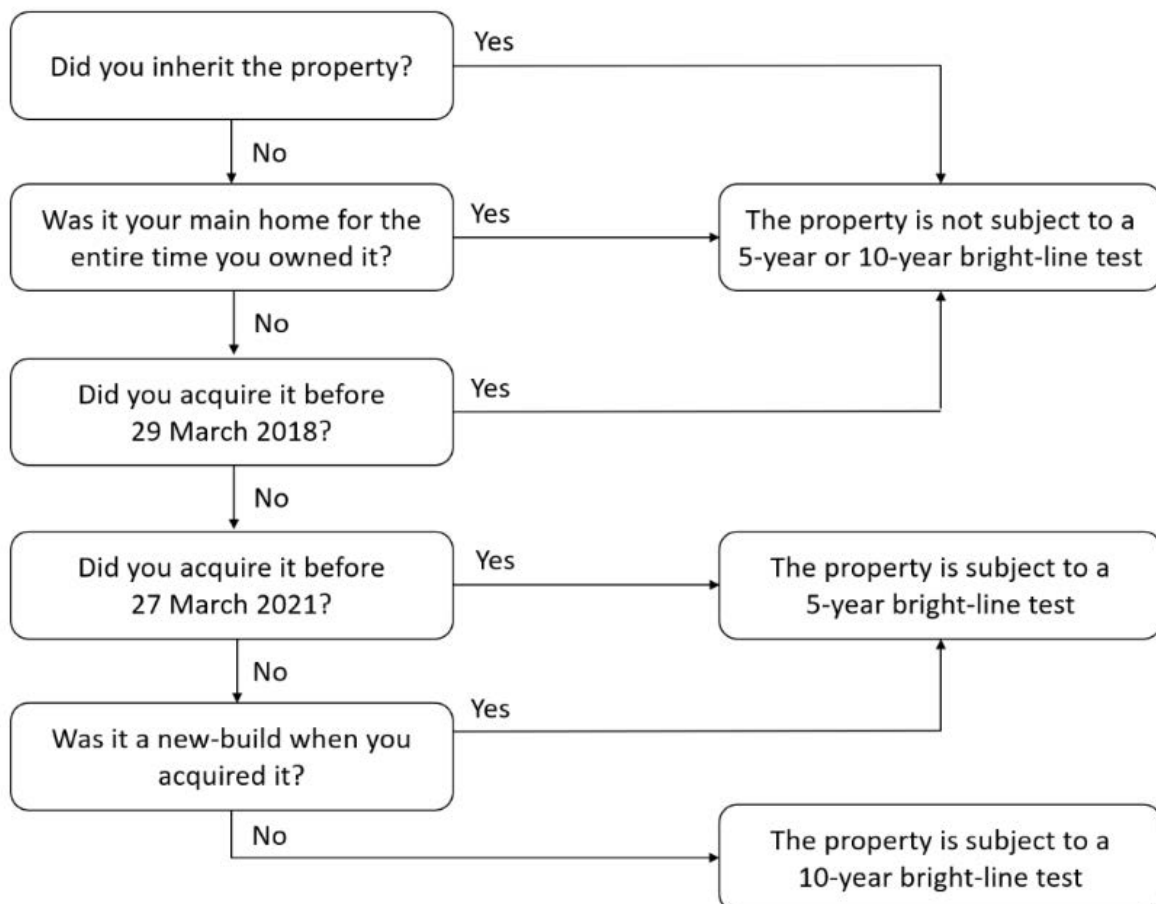 Did you inherit the property?
Yes
No
Was it your main home for the
entire time you owned it?
Yes
The property is not subject to a
5-year or 10-year bright-line test
No
Did you acquire it before
29 March 2018?
Yes
No
Did you acquire it before
27 March 2021?
Yes
The property is subject to a
5-year bright-line test
No
Was it a new-build when you
acquired it?
Yes
No
The property is subject to a
10-year bright-line test